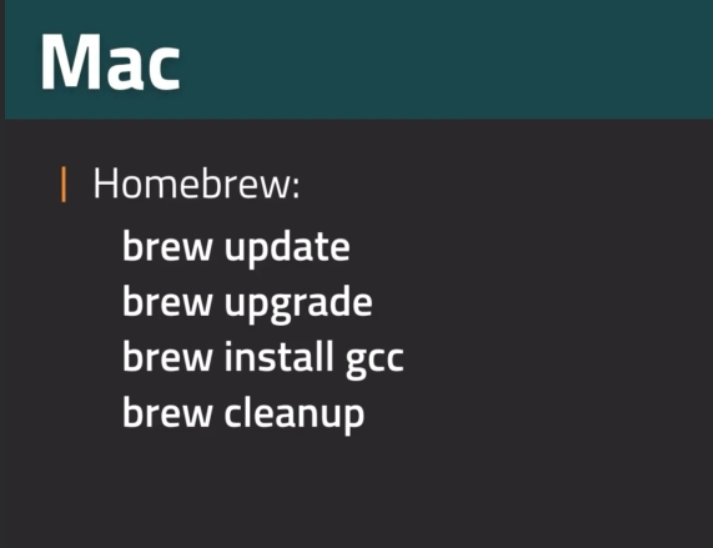 Mac
Homebrew:
brew update
brew upgrade
brew install gcc
brew cleanup